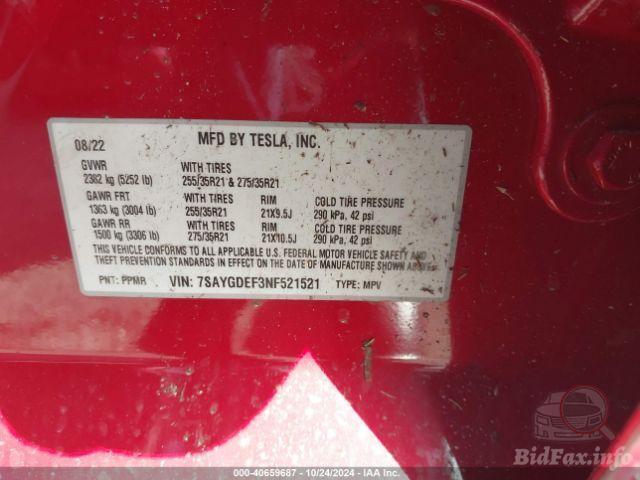 08/22 MFD BY TESLA, INC.
GVWR WITH TIRES
2382 kg (5252 lb) 255/35R21 & 275/35R21
GAWR FRT WITH TIRES RIM COLD TIRE PRESSURE
1363 kg (3004 lb) 255/35R21 21X9.5J 290 kPa, 42 psi
GAWR RR WITH TIRES RIM COLD TIRE PRESSURE
1500 kg (3306 lb) 275/35R21 21X10.5J 290 kPa, 42 psi
THIS VEHICLE CONFORMS TO ALL APPLICABLE U.S. FEDERAL MOTOR VEHICLE SAFETY AND
THEFT PREVENTION STANDARDS IN EFFECT ON THE DATE OF MANUFACTURE SHOWN ABOVE.
PNT: PPMR VIN: 7SAYGDEF3NF521521 TYPE: MPV
000-40659687 - 10/24/2024 - IAA Inc.
BidFax.info